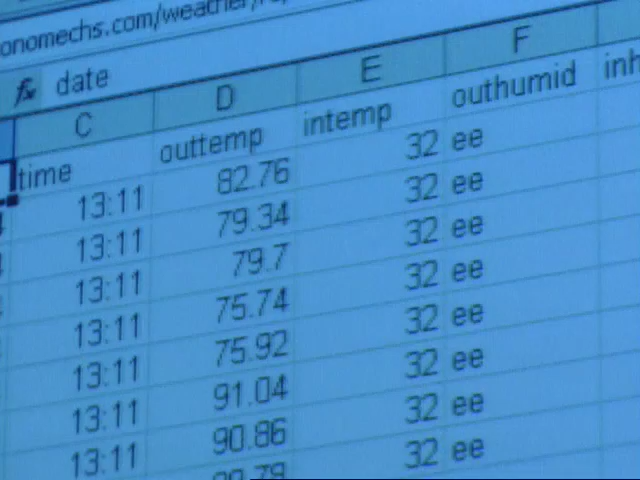 onomechs.com/weather/
fx date
C D E F
time outtemp intemp outhumid inh
13:11 82.76 32 ee
13:11 79.34 32 ee
13:11 79.7 32 ee
13:11 75.74 32 ee
13:11 75.92 32 ee
13:11 91.04 32 ee
13:11 90.86 32 ee
32 ee